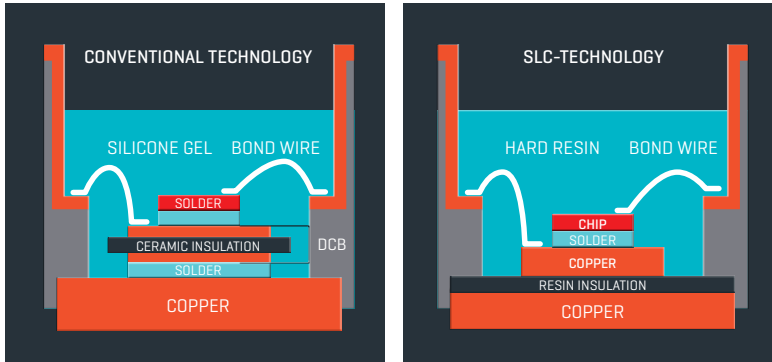 CONVENTIONAL TECHNOLOGY
SILICONE GEL
BOND WIRE
SOLDER
CERAMIC INSULATION
DCB
SOLDER
COPPER
SLC-TECHNOLOGY
HARD RESIN
BOND WIRE
CHIP
SOLDER
COPPER
RESIN INSULATION
COPPER